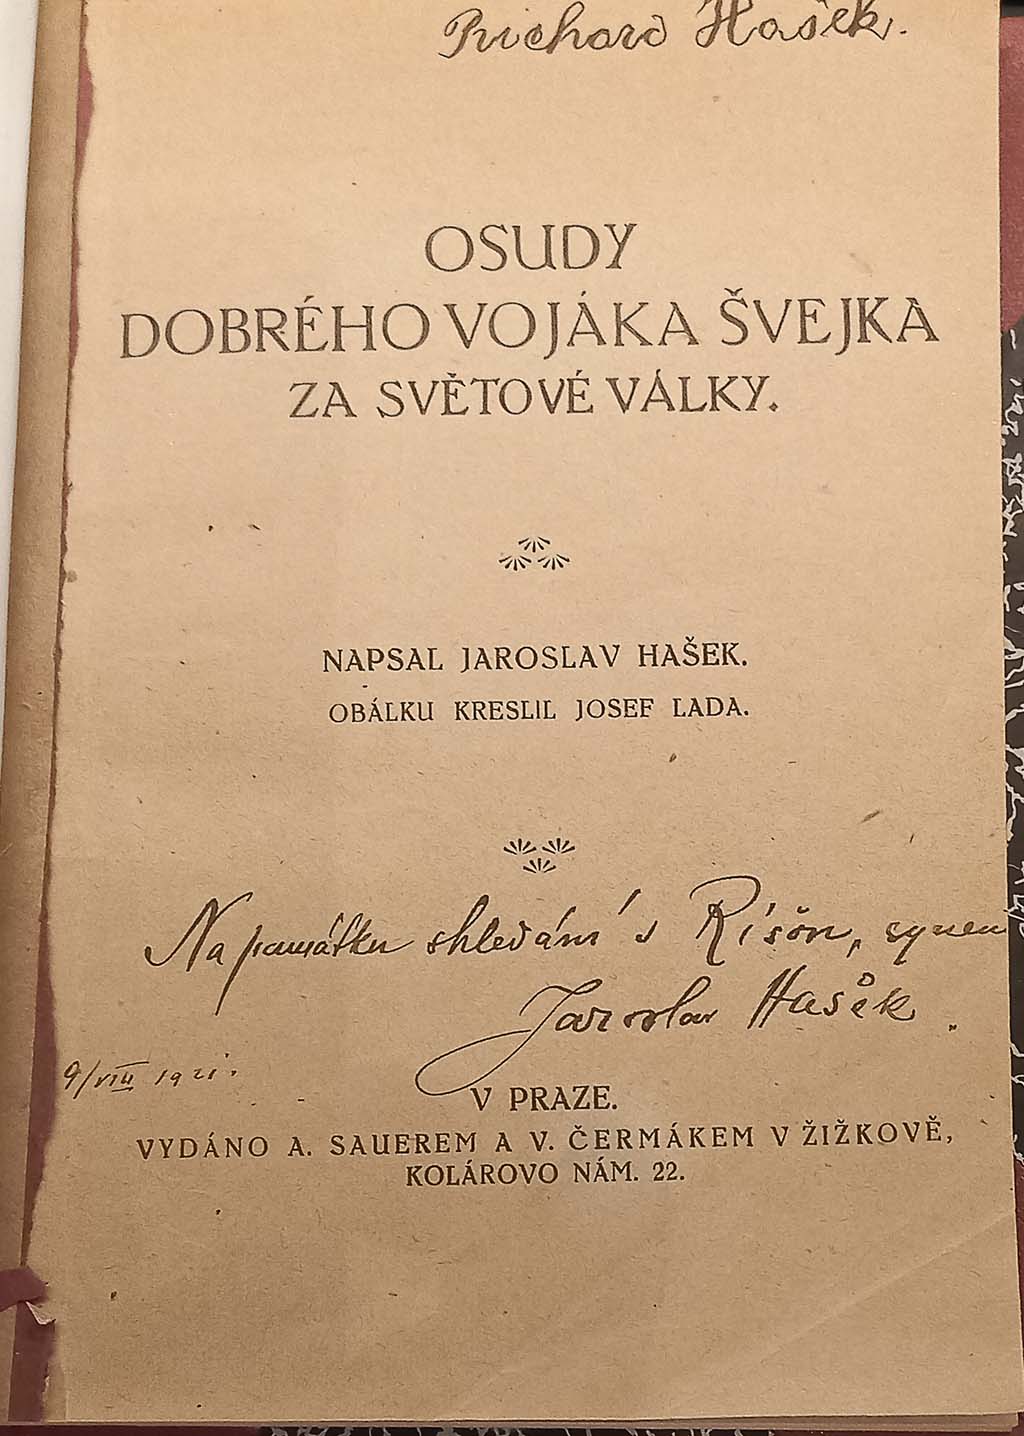 Richard Hašek.
OSUDY
DOBRÉHO VOJÁKA ŠVEJKA
ZA SVĚTOVÉ VÁLKY.
NAPSAL JAROSLAV HAŠEK.
OBÁLKU KRESLIL JOSEF LADA.
Na památku shledání s Ríšou, synem
Jaroslav Hašek.
9/VIII 1921.
V PRAZE.
VYDÁNO A. SAUEREM A V. ČERMÁKEM V ŽIŽKOVĚ,
KOLÁROVO NÁM. 22.